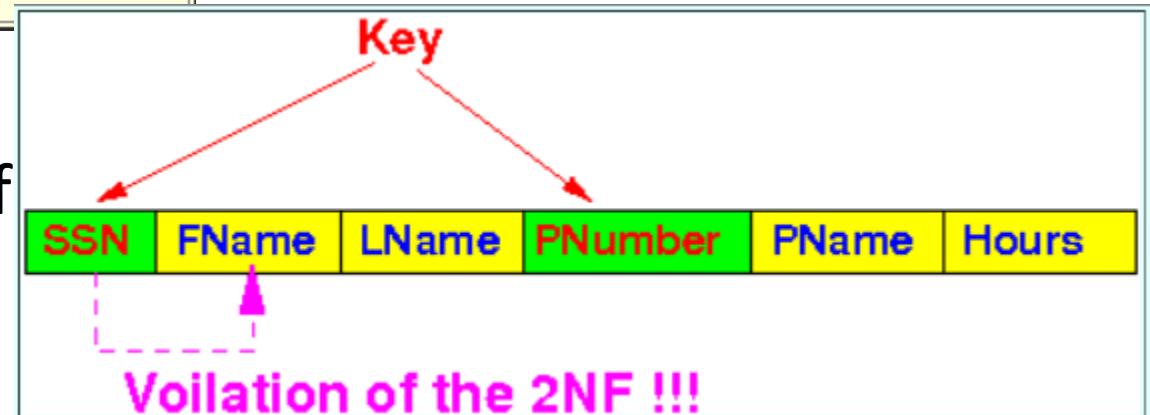 Key
f
SSN FName LName PNumber PName Hours
Voilation of the 2NF !!!